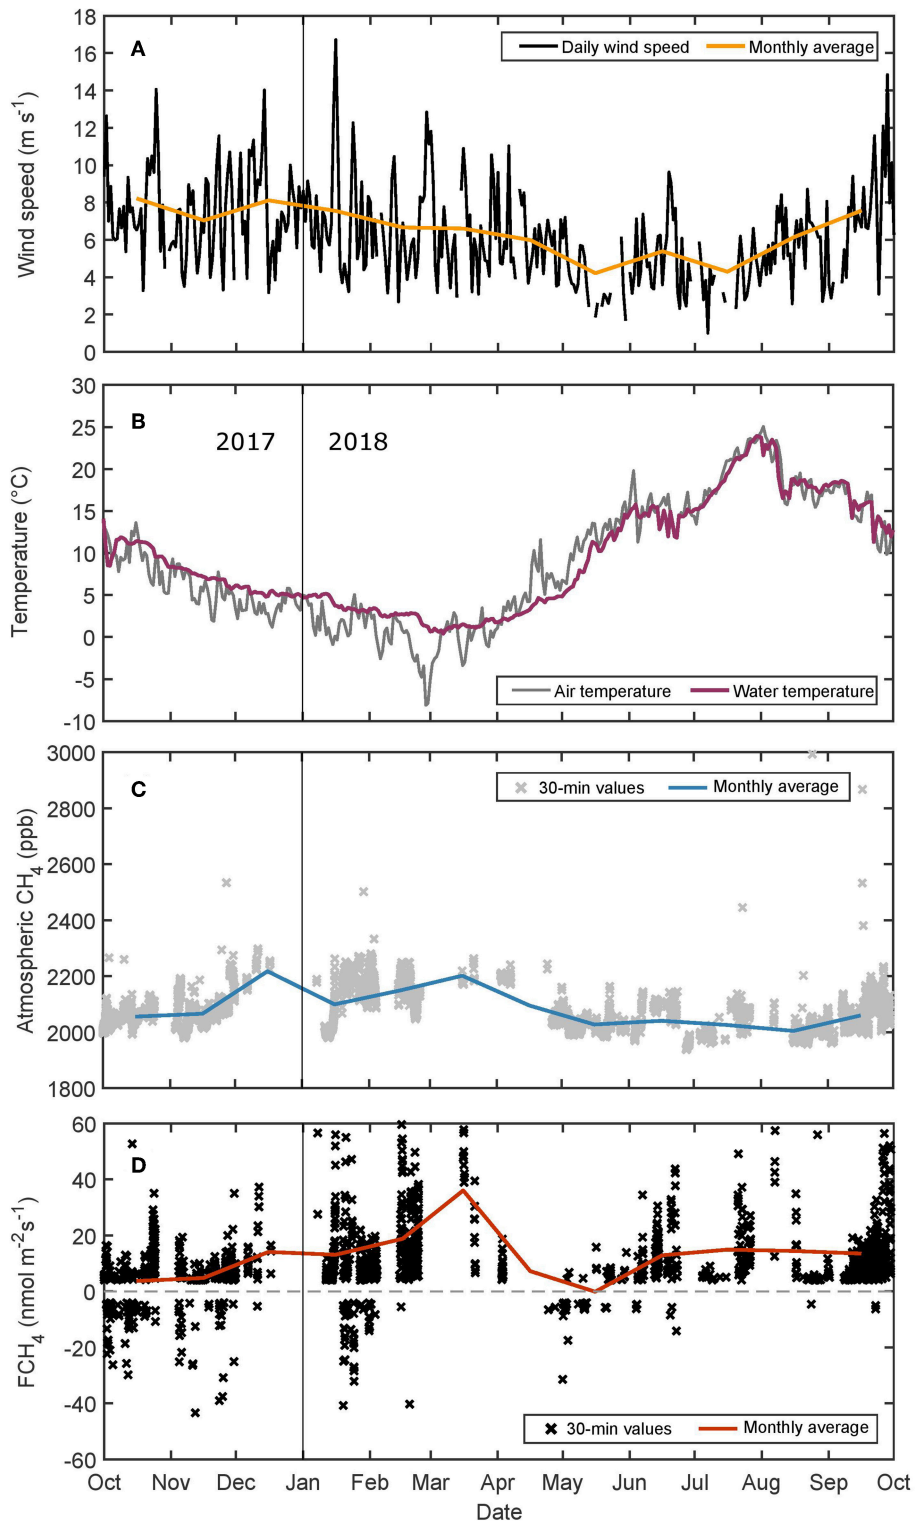 18
16
14
12
10
8
6
4
2
0
Wind speed (m s-1)
A
Daily wind speed
Monthly average
30
25
20
15
10
5
0
-5
-10
Temperature (°C)
B
2017
2018
Air temperature
Water temperature
3000
2800
2600
2400
2200
2000
1800
Atmospheric CH4 (ppb)
C
30-min values
Monthly average
60
40
20
0
-20
-40
-60
FCH4 (nmol m−2s−1)
D
30-min values
Monthly average
Oct Nov Dec Jan Feb Mar Apr May Jun Jul Aug Sep Oct
Date